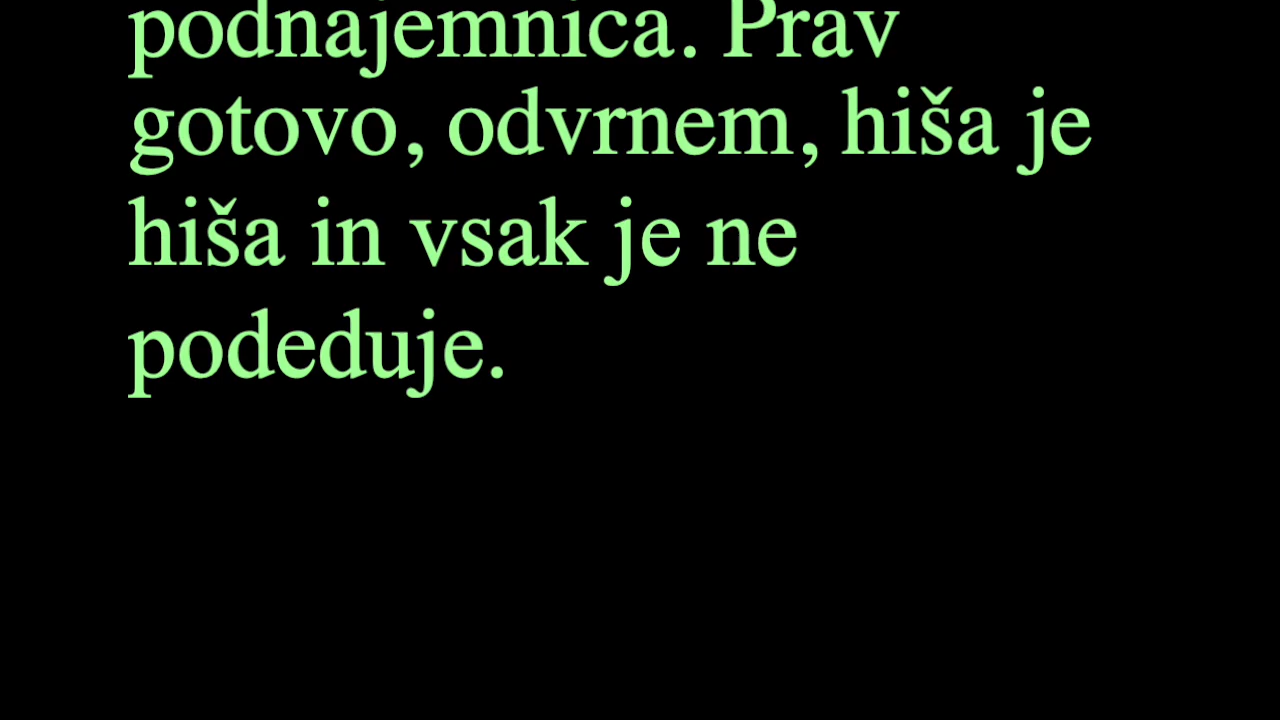 podnajemnica. Prav
gotovo, odvrnem, hiša je
hiša in vsak je ne
podeduje.